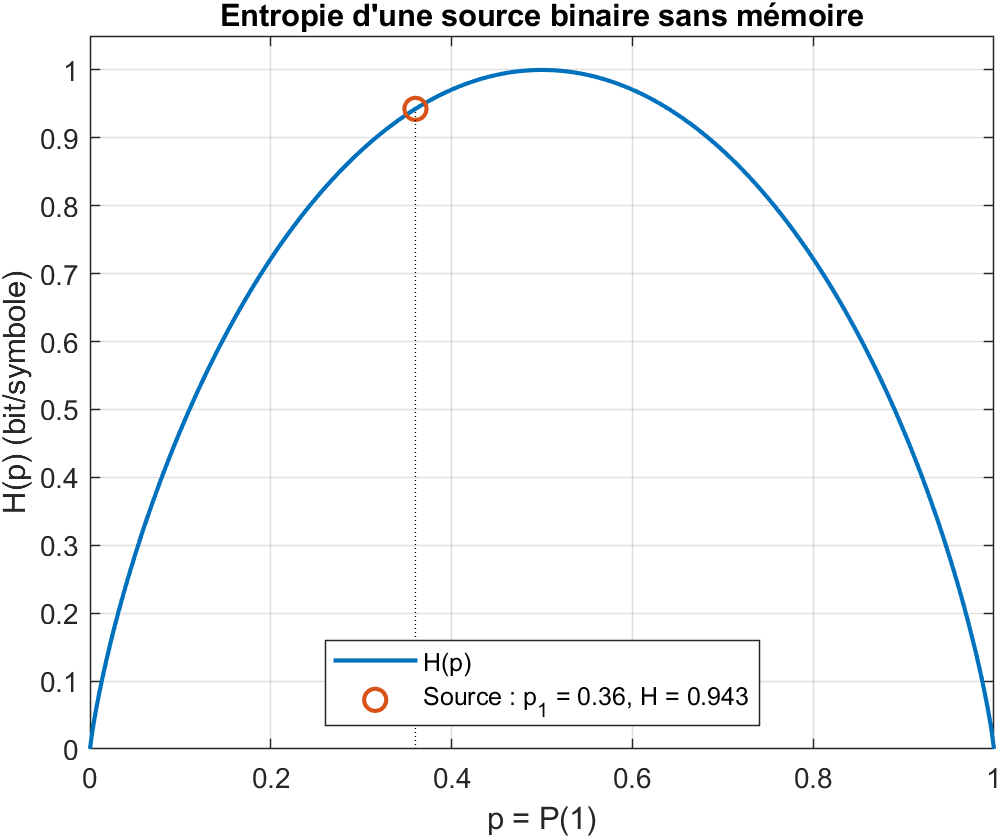 Entropie d'une source binaire sans mémoire
H(p) (bit/symbole)
1
0.9
0.8
0.7
0.6
0.5
0.4
0.3
0.2
0.1
0
H(p)
Source : p1 = 0.36, H = 0.943
0 0.2 0.4 0.6 0.8 1
p = P(1)